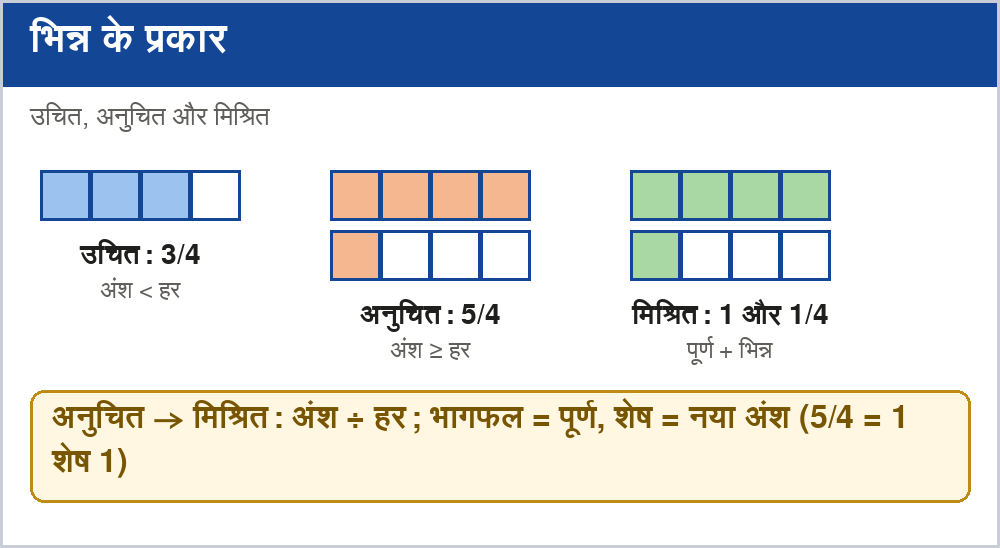 भिन्न के प्रकार
उचित, अनुचित और मिश्रित
उचित : 3/4
अंश < हर
अनुचित : 5/4
अंश ≥ हर
मिश्रित : 1 और 1/4
पूर्ण + भिन्न
अनुचित → मिश्रित : अंश ÷ हर ; भागफल = पूर्ण, शेष = नया अंश (5/4 = 1
शेष 1)